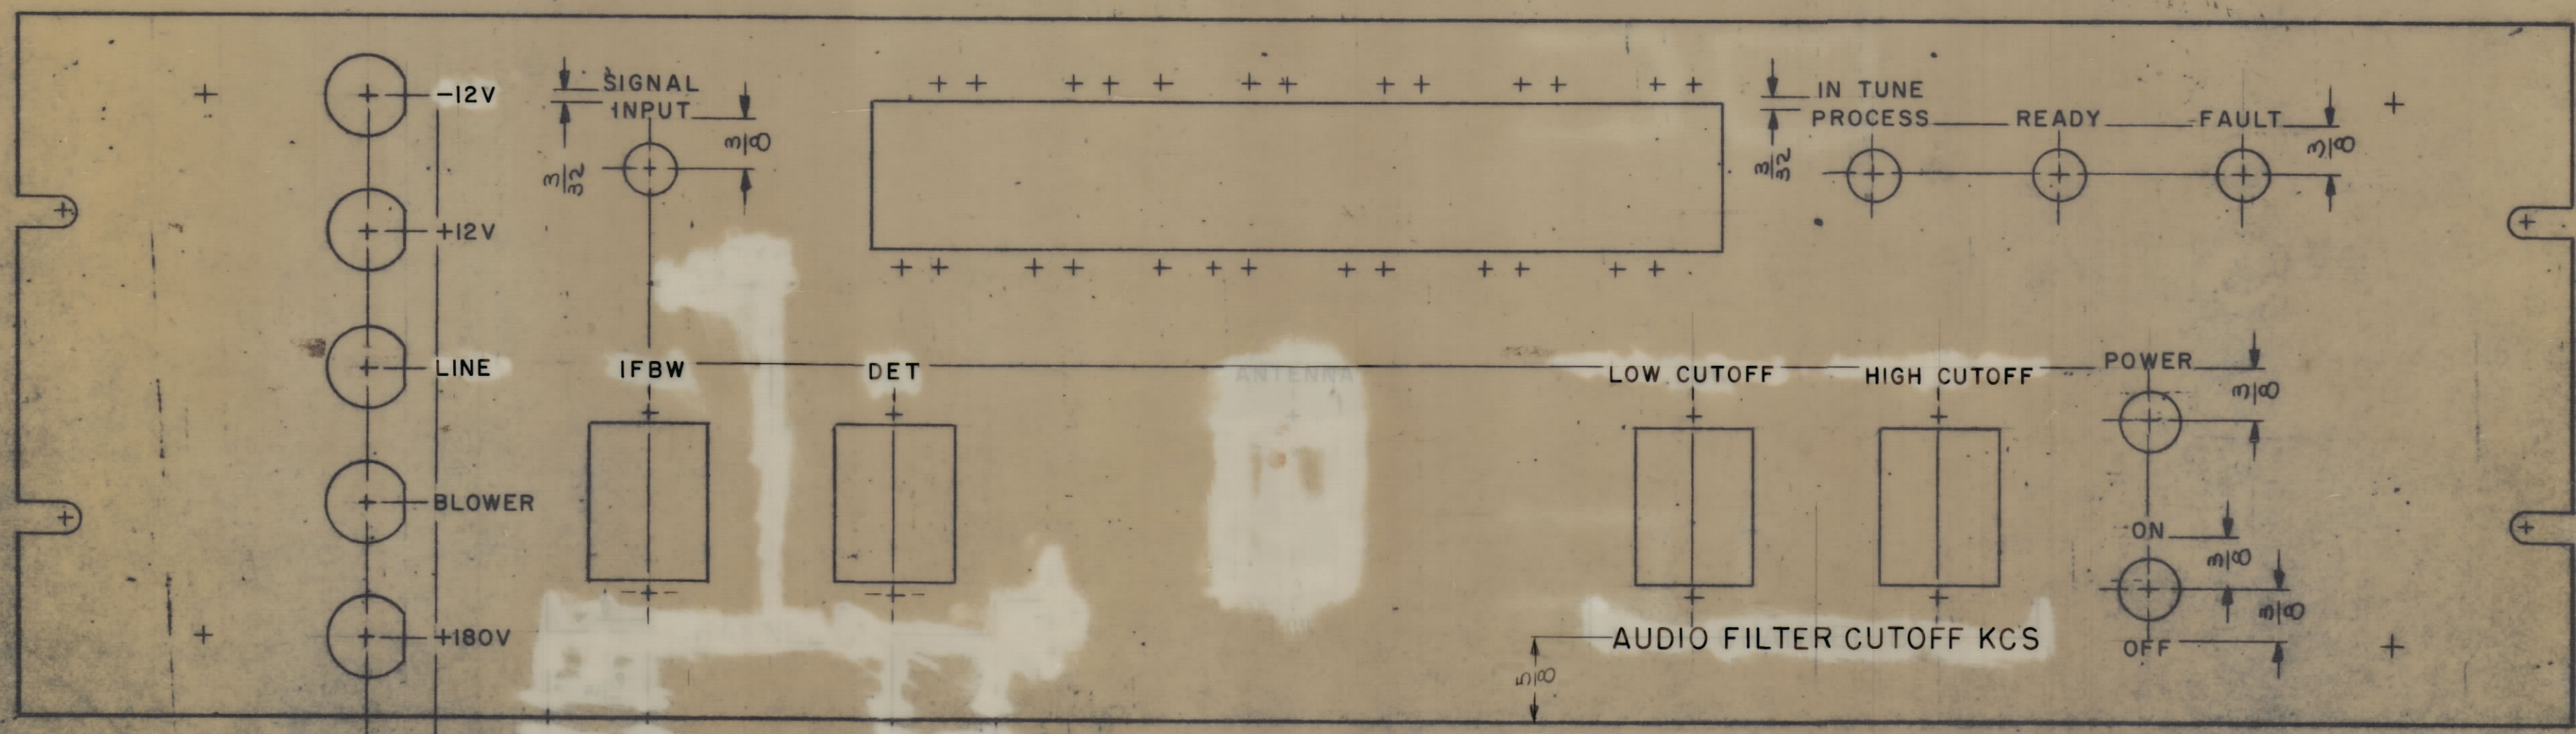 -12V
+12V
LINE
BLOWER
+180V
SIGNAL
INPUT
3/8
3/32
3/32
IN TUNE
PROCESS
READY
FAULT
3/8
IFBW
DET
ANTENNA
LOW CUTOFF
HIGH CUTOFF
POWER
3/8
ON
3/8
3/8
OFF
AUDIO FILTER CUTOFF KCS
5/8